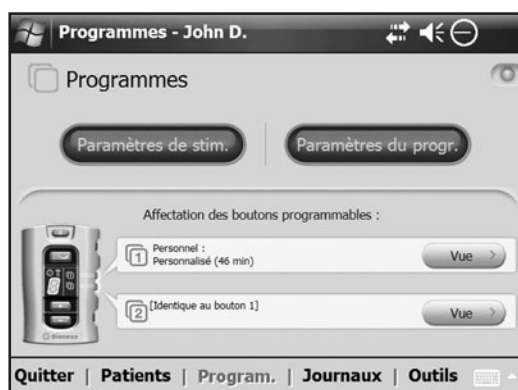 Programmes - John D.
Programmes
Paramètres de stim.
Paramètres du progr.
Affectation des boutons programmables :
1
Personnel :
Personnalisé (46 min)
Vue
2
[Identique au bouton 1]
Vue
Bioness
Quitter | Patients | Program. | Journaux | Outils